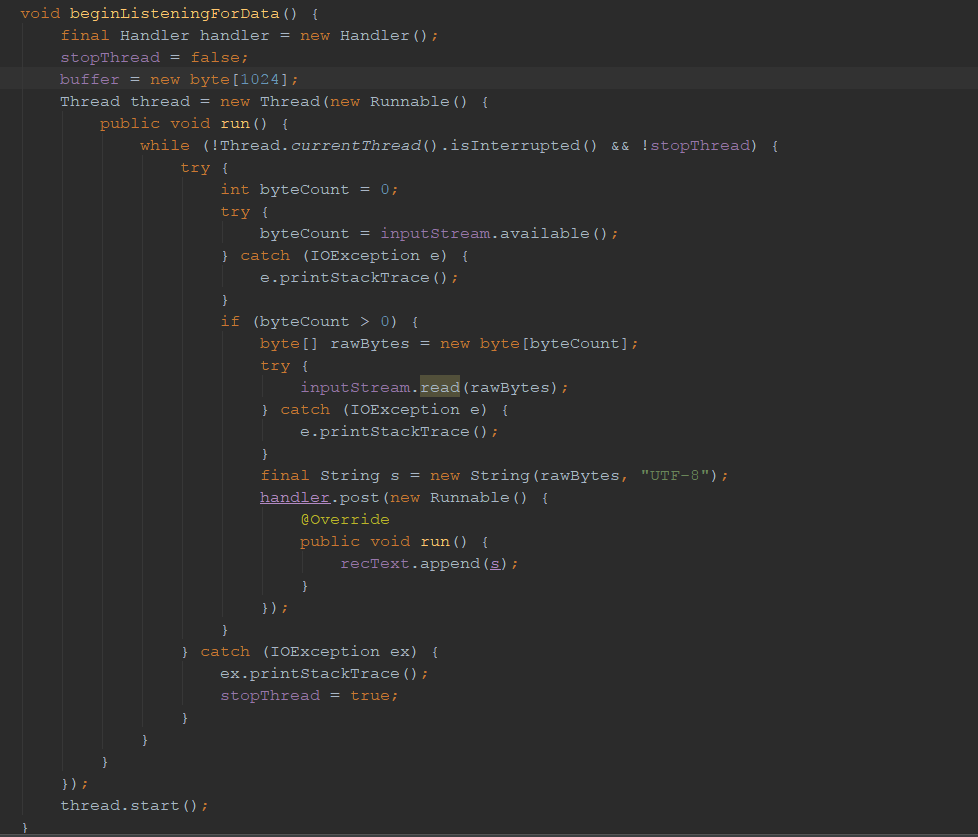 void beginListeningForData() {
    final Handler handler = new Handler();
    stopThread = false;
    buffer = new byte[1024];
    Thread thread = new Thread(new Runnable() {
        public void run() {
            while (!Thread.currentThread().isInterrupted() && !stopThread) {
                try {
                    int byteCount = 0;
                    try {
                        byteCount = inputStream.available();
                    } catch (IOException e) {
                        e.printStackTrace();
                    }
                    if (byteCount > 0) {
                        byte[] rawBytes = new byte[byteCount];
                        try {
                            inputStream.read(rawBytes);
                        } catch (IOException e) {
                            e.printStackTrace();
                        }
                        final String s = new String(rawBytes, "UTF-8");
                        handler.post(new Runnable() {
                            @Override
                            public void run() {
                                recText.append(s);
                            }
                        });
                    }
                } catch (IOException ex) {
                    ex.printStackTrace();
                    stopThread = true;
                }
            }
        }
    });
    thread.start();
}